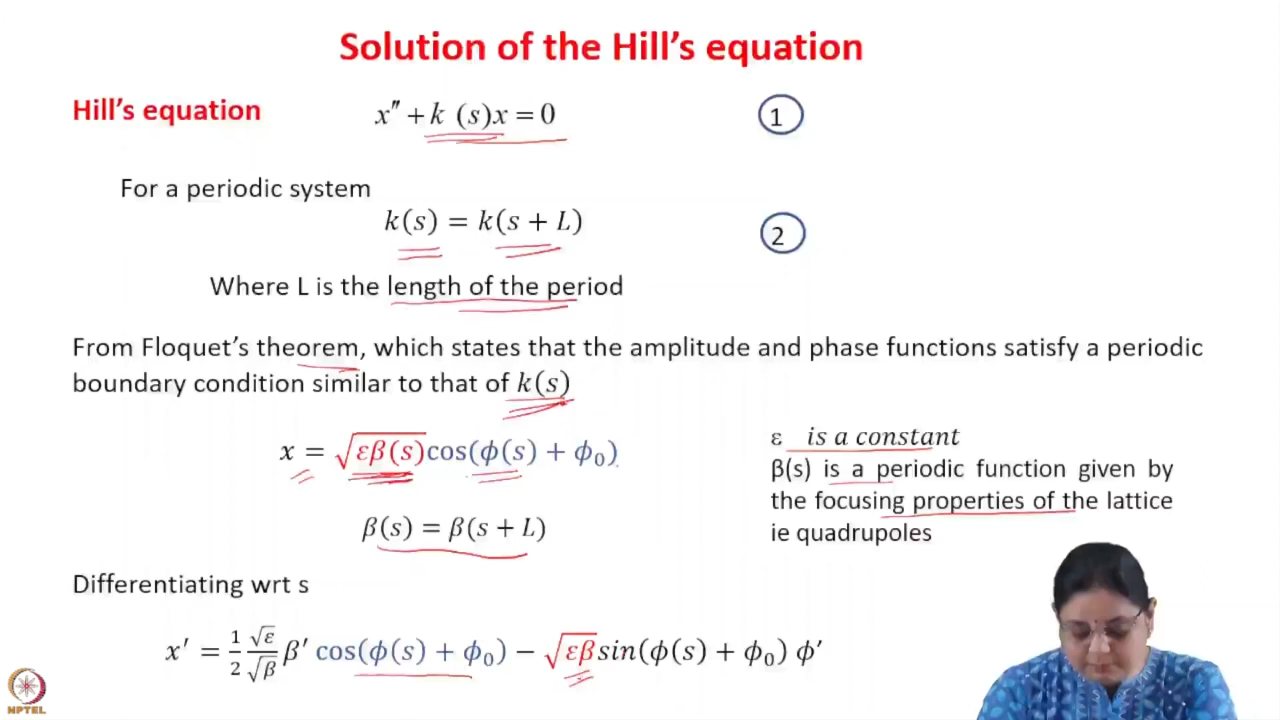 Solution of the Hill's equation
Hill's equation x″ + k (s)x = 0 1
For a periodic system
k(s) = k(s + L) 2
Where L is the length of the period
From Floquet's theorem, which states that the amplitude and phase functions satisfy a periodic
boundary condition similar to that of k(s)
x = √εβ(s)cos(ϕ(s) + ϕ₀)
β(s) = β(s + L)
ε is a constant
β(s) is a periodic function given by
the focusing properties of the lattice
ie quadrupoles
Differentiating wrt s
x′ = 1/2 √ε/√β β′ cos(ϕ(s) + ϕ₀) − √εβsin(ϕ(s) + ϕ₀) ϕ′
NPTEL